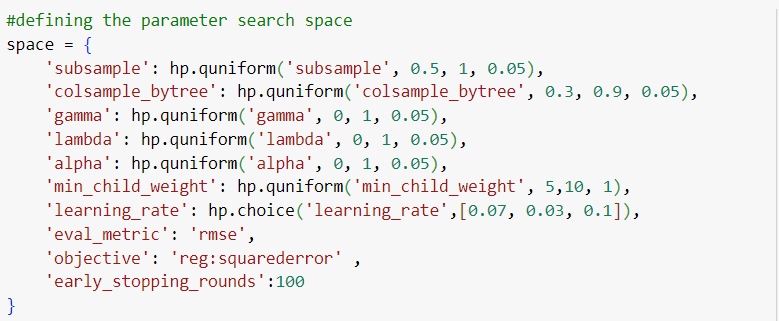 #defining the parameter search space
space = {
    'subsample': hp.quniform('subsample', 0.5, 1, 0.05),
    'colsample_bytree': hp.quniform('colsample_bytree', 0.3, 0.9, 0.05),
    'gamma': hp.quniform('gamma', 0, 1, 0.05),
    'lambda': hp.quniform('lambda', 0, 1, 0.05),
    'alpha': hp.quniform('alpha', 0, 1, 0.05),
    'min_child_weight': hp.quniform('min_child_weight', 5,10, 1),
    'learning_rate': hp.choice('learning_rate',[0.07, 0.03, 0.1]),
    'eval_metric': 'rmse',
    'objective': 'reg:squarederror' ,
    'early_stopping_rounds':100
}